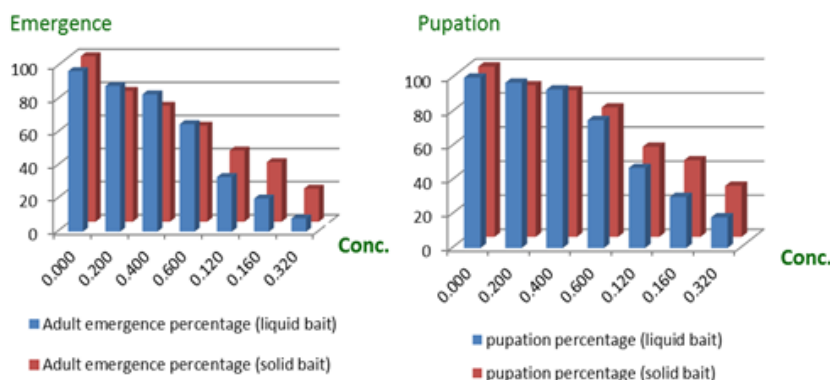 Emergence
100
80
60
40
20
0
0.000 0.200 0.400 0.600 0.120 0.160 0.320
Conc.
Adult emergence percentage (liquid bait)
Adult emergence percentage (solid bait)
Pupation
100
80
60
40
20
0
0.000 0.200 0.400 0.600 0.120 0.160 0.320
Conc.
pupation percentage (liquid bait)
pupation percentage (solid bait)